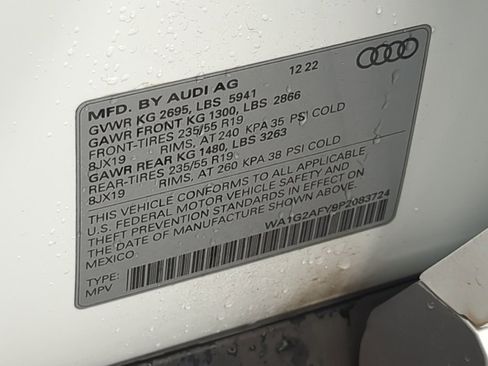 MFD. BY AUDI AG 12 22
GVWR KG 2695, LBS 5941
GAWR FRONT KG 1300, LBS 2866
FRONT-TIRES 235/55 R19
8JX19 RIMS, AT 240 KPA 35 PSI COLD
GAWR REAR KG 1480, LBS 3263
REAR-TIRES 235/55 R19
8JX19 RIMS, AT 260 KPA 38 PSI COLD
THIS VEHICLE CONFORMS TO ALL APPLICABLE
U.S. FEDERAL MOTOR VEHICLE SAFETY AND
THEFT PREVENTION STANDARDS IN EFFECT ON
THE DATE OF MANUFACTURE SHOWN ABOVE.
MEXICO. WA1G2AFY9P2083724
TYPE:
MPV